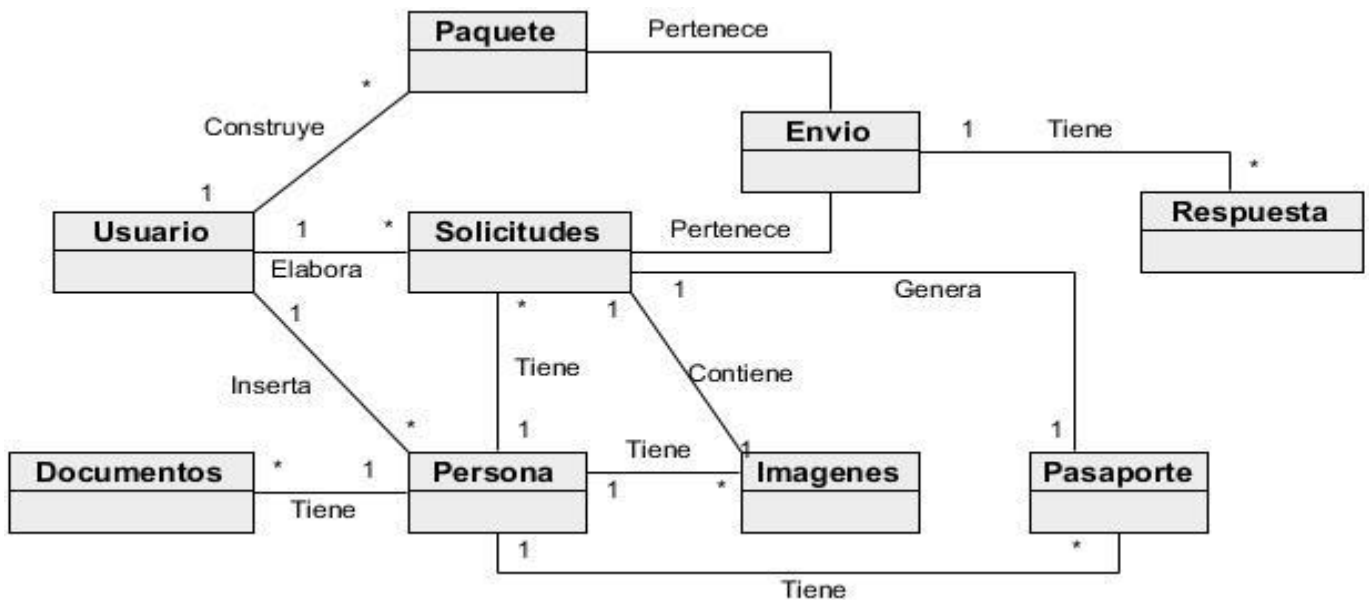 Paquete
Pertenece
*
Construye
Envio
1
Tiene
*
1
Usuario
1
*
Solicitudes
Pertenece
Respuesta
Elabora
1
*
1
1
Genera
Inserta
Tiene
Contiene
*
1
1
1
Documentos
*
1
Persona
Tiene
Imagenes
Pasaporte
Tiene
1
*
1
*
Tiene